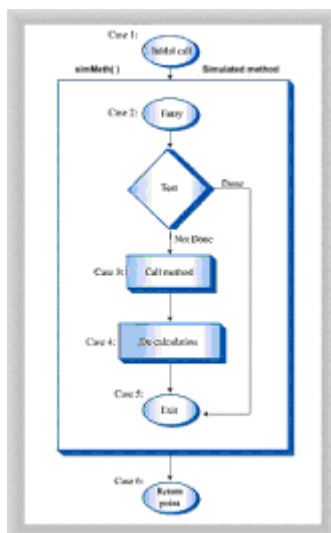 Case 1:
Initial call
simMeth( )
Simulated method
Case 2:
Entry
Test
Done
Not Done
Case 3:
Call method
Case 4:
Do calculation
Case 5:
Exit
Case 6:
Return
point